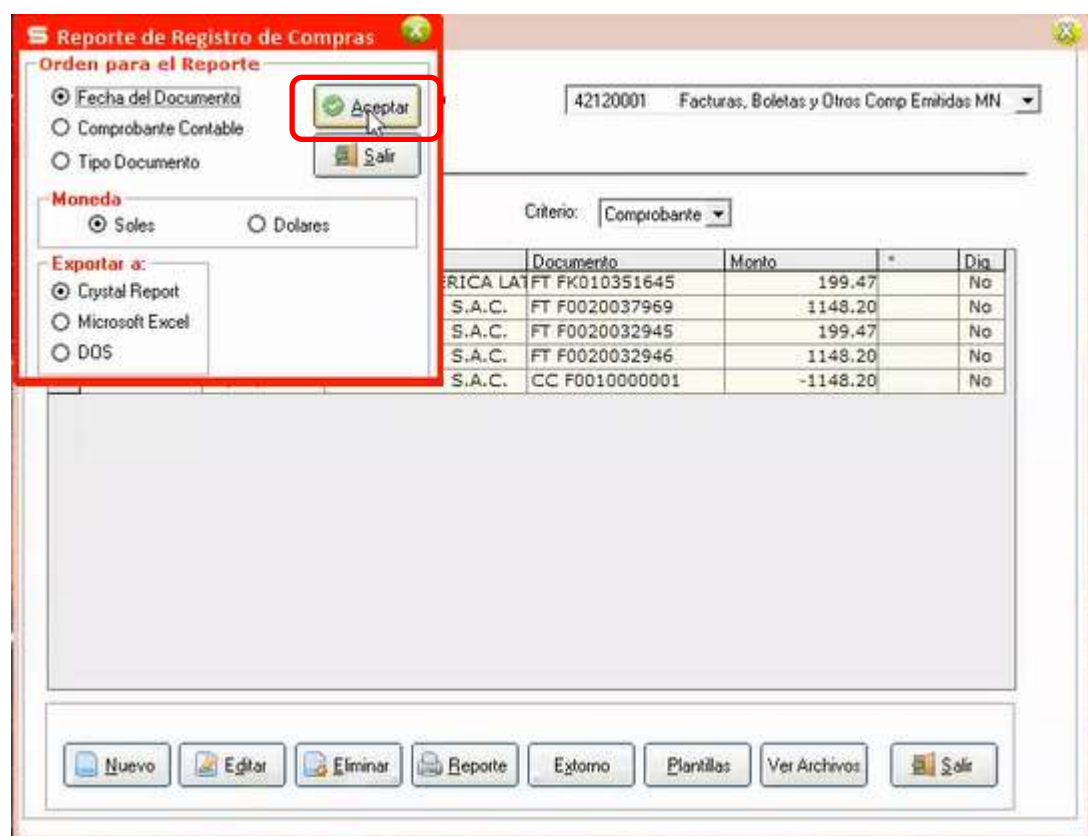 Reporte de Registro de Compras
Orden para el Reporte
Fecha del Documento
Aceptar
Comprobante Contable
Salir
Tipo Documento
Moneda
Soles Dolares
Exportar a:
Crystal Report
Microsoft Excel
DOS
42120001 Facturas, Boletas y Otros Comp Emitidas MN
Criterio: Comprobante
Documento Monto * Dig
ERICA LAT FT FK010351645 199.47 No
S.A.C. FT F0020037969 1148.20 No
S.A.C. FT F0020032945 199.47 No
S.A.C. FT F0020032946 1148.20 No
S.A.C. CC F0010000001 -1148.20 No
Nuevo Editar Eliminar Reporte Extorno Plantillas Ver Archivos Salir